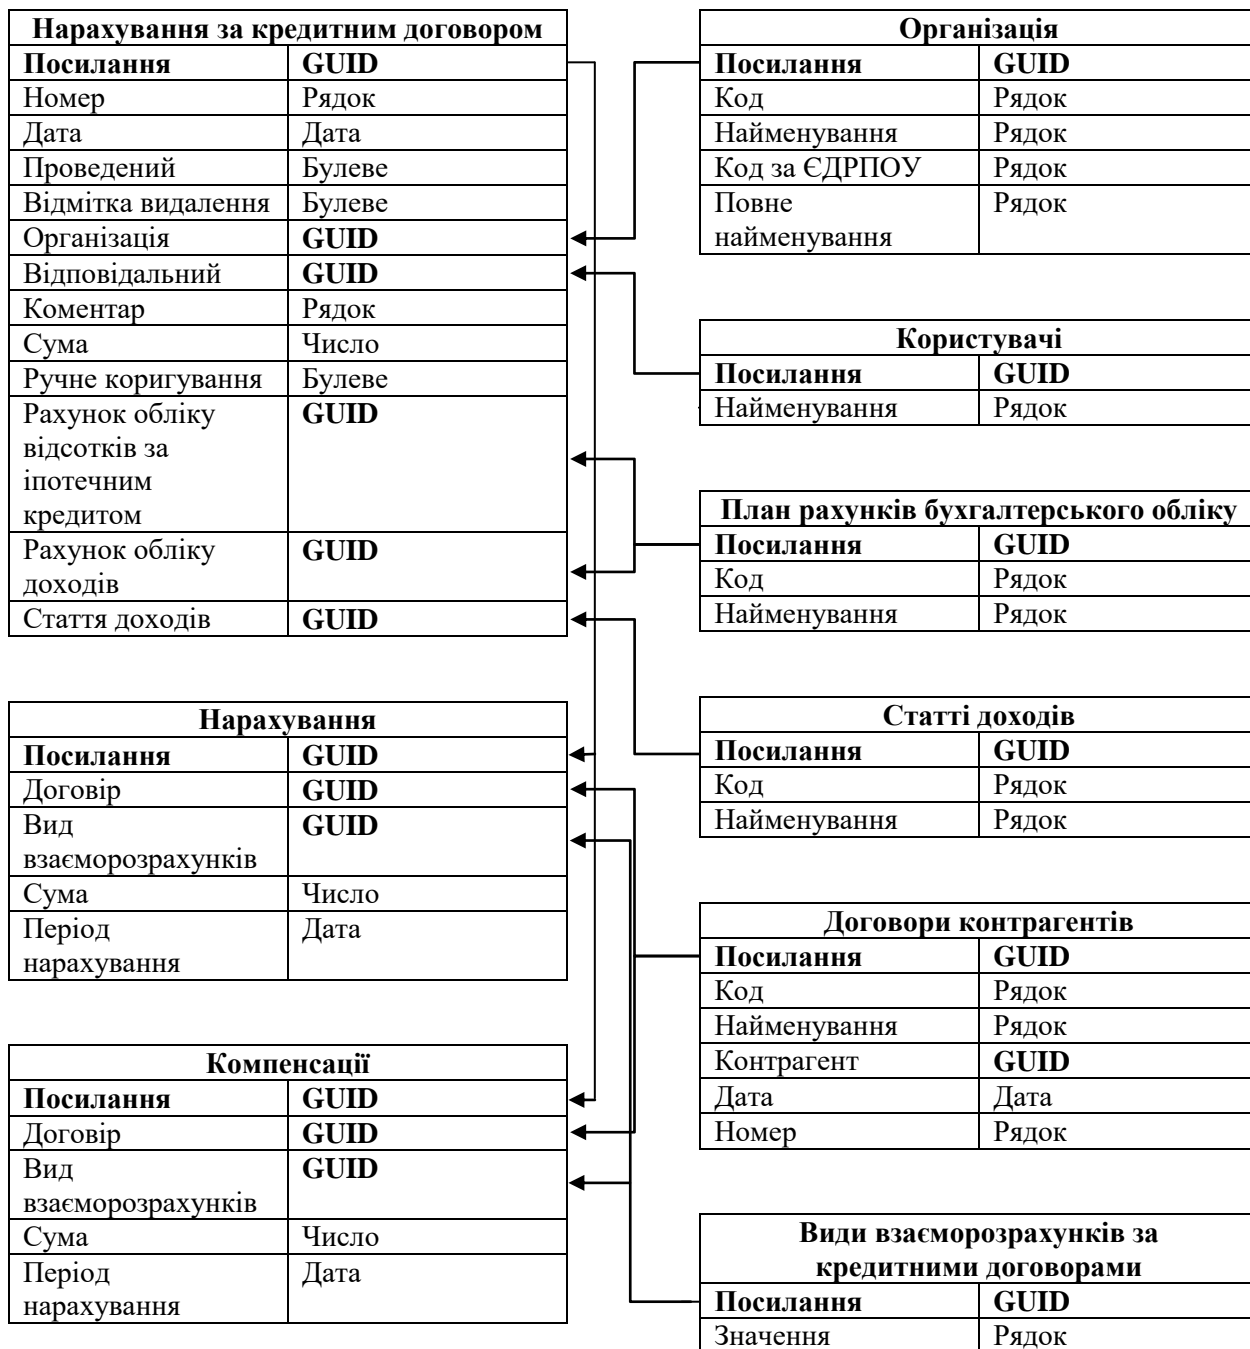 Нарахування за кредитним договором
Посилання GUID
Номер Рядок
Дата Дата
Проведений Булеве
Відмітка видалення Булеве
Організація GUID
Відповідальний GUID
Коментар Рядок
Сума Число
Ручне коригування Булеве
Рахунок обліку GUID
відсотків за
іпотечним
кредитом
Рахунок обліку GUID
доходів
Стаття доходів GUID
Нарахування
Посилання GUID
Договір GUID
Вид GUID
взаєморозрахунків
Сума Число
Період Дата
нарахування
Компенсації
Посилання GUID
Договір GUID
Вид GUID
взаєморозрахунків
Сума Число
Період Дата
нарахування
Організація
Посилання GUID
Код Рядок
Найменування Рядок
Код за ЄДРПОУ Рядок
Повне Рядок
найменування
Користувачі
Посилання GUID
Найменування Рядок
План рахунків бухгалтерського обліку
Посилання GUID
Код Рядок
Найменування Рядок
Статті доходів
Посилання GUID
Код Рядок
Найменування Рядок
Договори контрагентів
Посилання GUID
Код Рядок
Найменування Рядок
Контрагент GUID
Дата Дата
Номер Рядок
Види взаєморозрахунків за
кредитними договорами
Посилання GUID
Значення Рядок